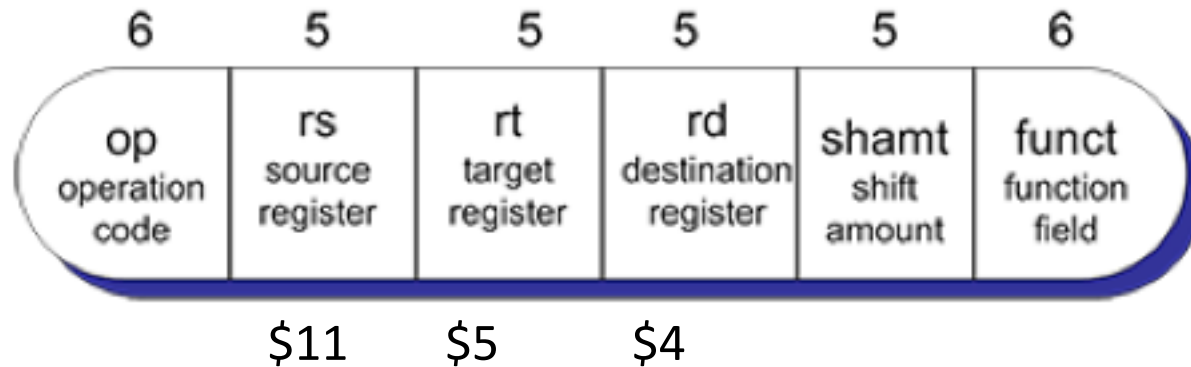 6 5 5 5 5 6
op rs rt rd shamt funct
operation source target destination shift function
code register register register amount field
$11 $5 $4